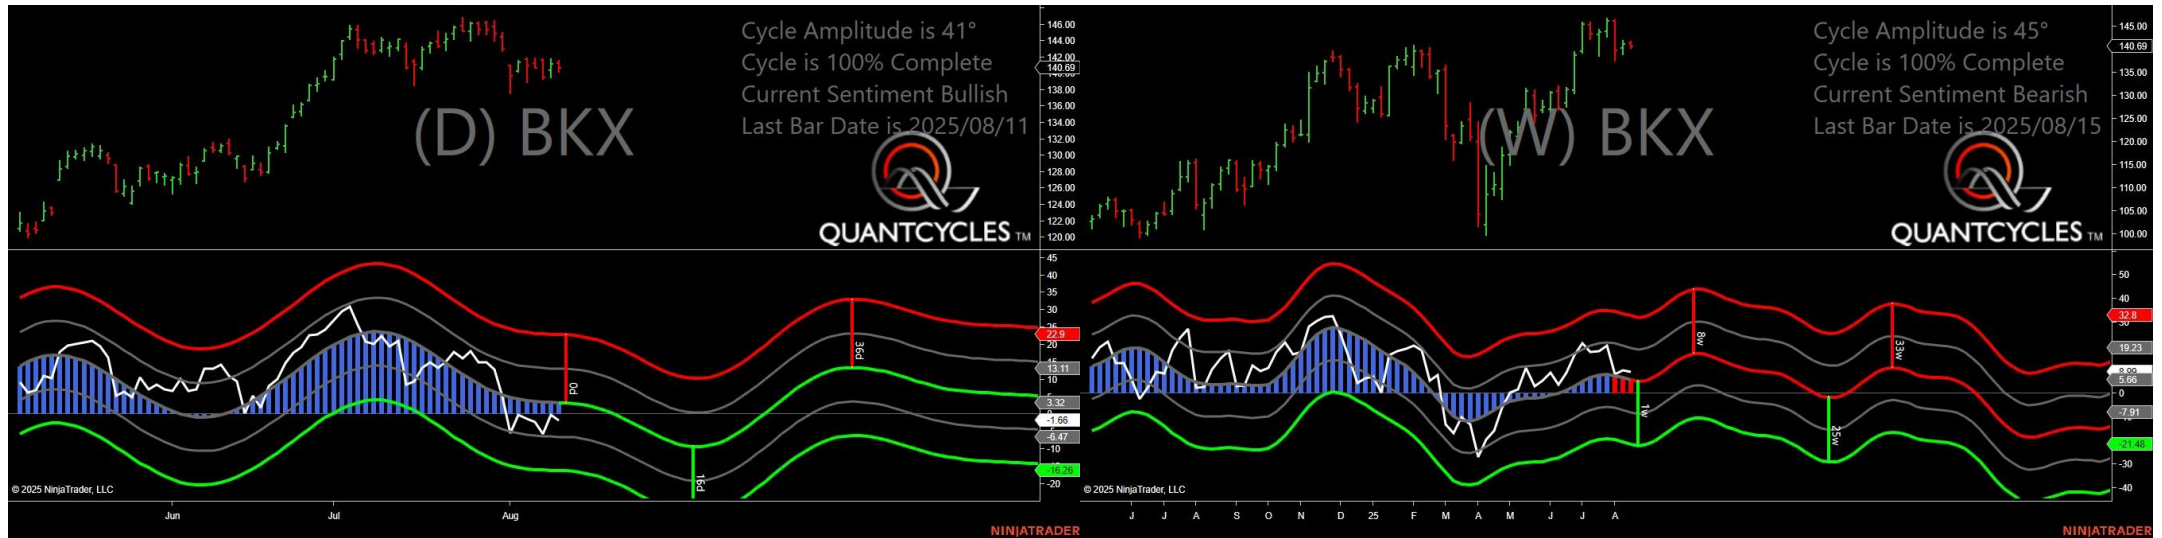 Cycle Amplitude is 41°
Cycle is 100% Complete
Current Sentiment Bullish
Last Bar Date is 2025/08/11
(D) BKX
QUANTCYCLES TM
146.00
144.00
142.00
140.69
138.00
136.00
134.00
132.00
130.00
128.00
126.00
124.00
122.00
120.00
45
40
35
30
25
22.9
20
15
13.11
10
3.32
-1.66
-6.47
-10
-16.26
-20
0d
16d
36d
© 2025 NinjaTrader, LLC
Jun
Jul
Aug
NINJATRADER
Cycle Amplitude is 45°
Cycle is 100% Complete
Current Sentiment Bearish
Last Bar Date is 2025/08/15
(W) BKX
QUANTCYCLES TM
145.00
140.69
135.00
130.00
125.00
120.00
115.00
110.00
105.00
100.00
50
40
32.8
30
19.23
8.99
5.66
0
-7.91
-21.48
-30
-40
1w
8w
25w
33w
© 2025 NinjaTrader, LLC
J
J
A
S
O
N
D
25
F
M
A
M
J
J
A
NINJATRADER